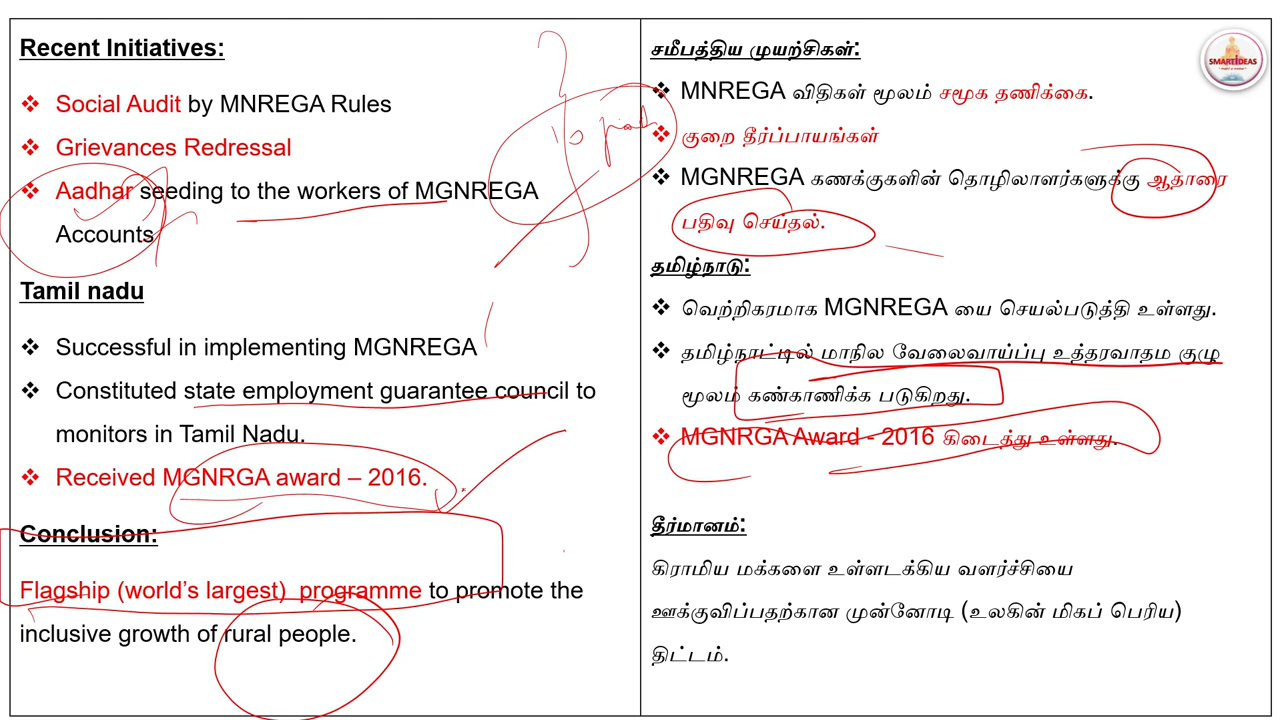 Recent Initiatives:
❖ Social Audit by MNREGA Rules
❖ Grievances Redressal
❖ Aadhar seeding to the workers of MGNREGA
Accounts
Tamil nadu
❖ Successful in implementing MGNREGA
❖ Constituted state employment guarantee council to
monitors in Tamil Nadu.
❖ Received MGNRGA award – 2016.
Conclusion:
Flagship (world's largest) programme to promote the
inclusive growth of rural people.
10
சமீபத்திய முயற்சிகள்:
❖ MNREGA விதிகள் மூலம் சமூக தணிக்கை.
❖ குறை தீர்ப்பாயங்கள்
❖ MGNREGA கணக்குகளின் தொழிலாளர்களுக்கு ஆதாரை
பதிவு செய்தல்.
தமிழ்நாடு:
❖ வெற்றிகரமாக MGNREGA யை செயல்படுத்தி உள்ளது.
❖ தமிழ்நாட்டில் மாநில வேலைவாய்ப்பு உத்தரவாதம குழு
மூலம் கண்காணிக்க படுகிறது.
❖ MGNRGA Award - 2016 கிடைத்து உள்ளது.
தீர்மானம்:
கிராமிய மக்களை உள்ளடக்கிய வளர்ச்சியை
ஊக்குவிப்பதற்கான முன்னோடி (உலகின் மிகப் பெரிய)
திட்டம்.
SMART IDEAS